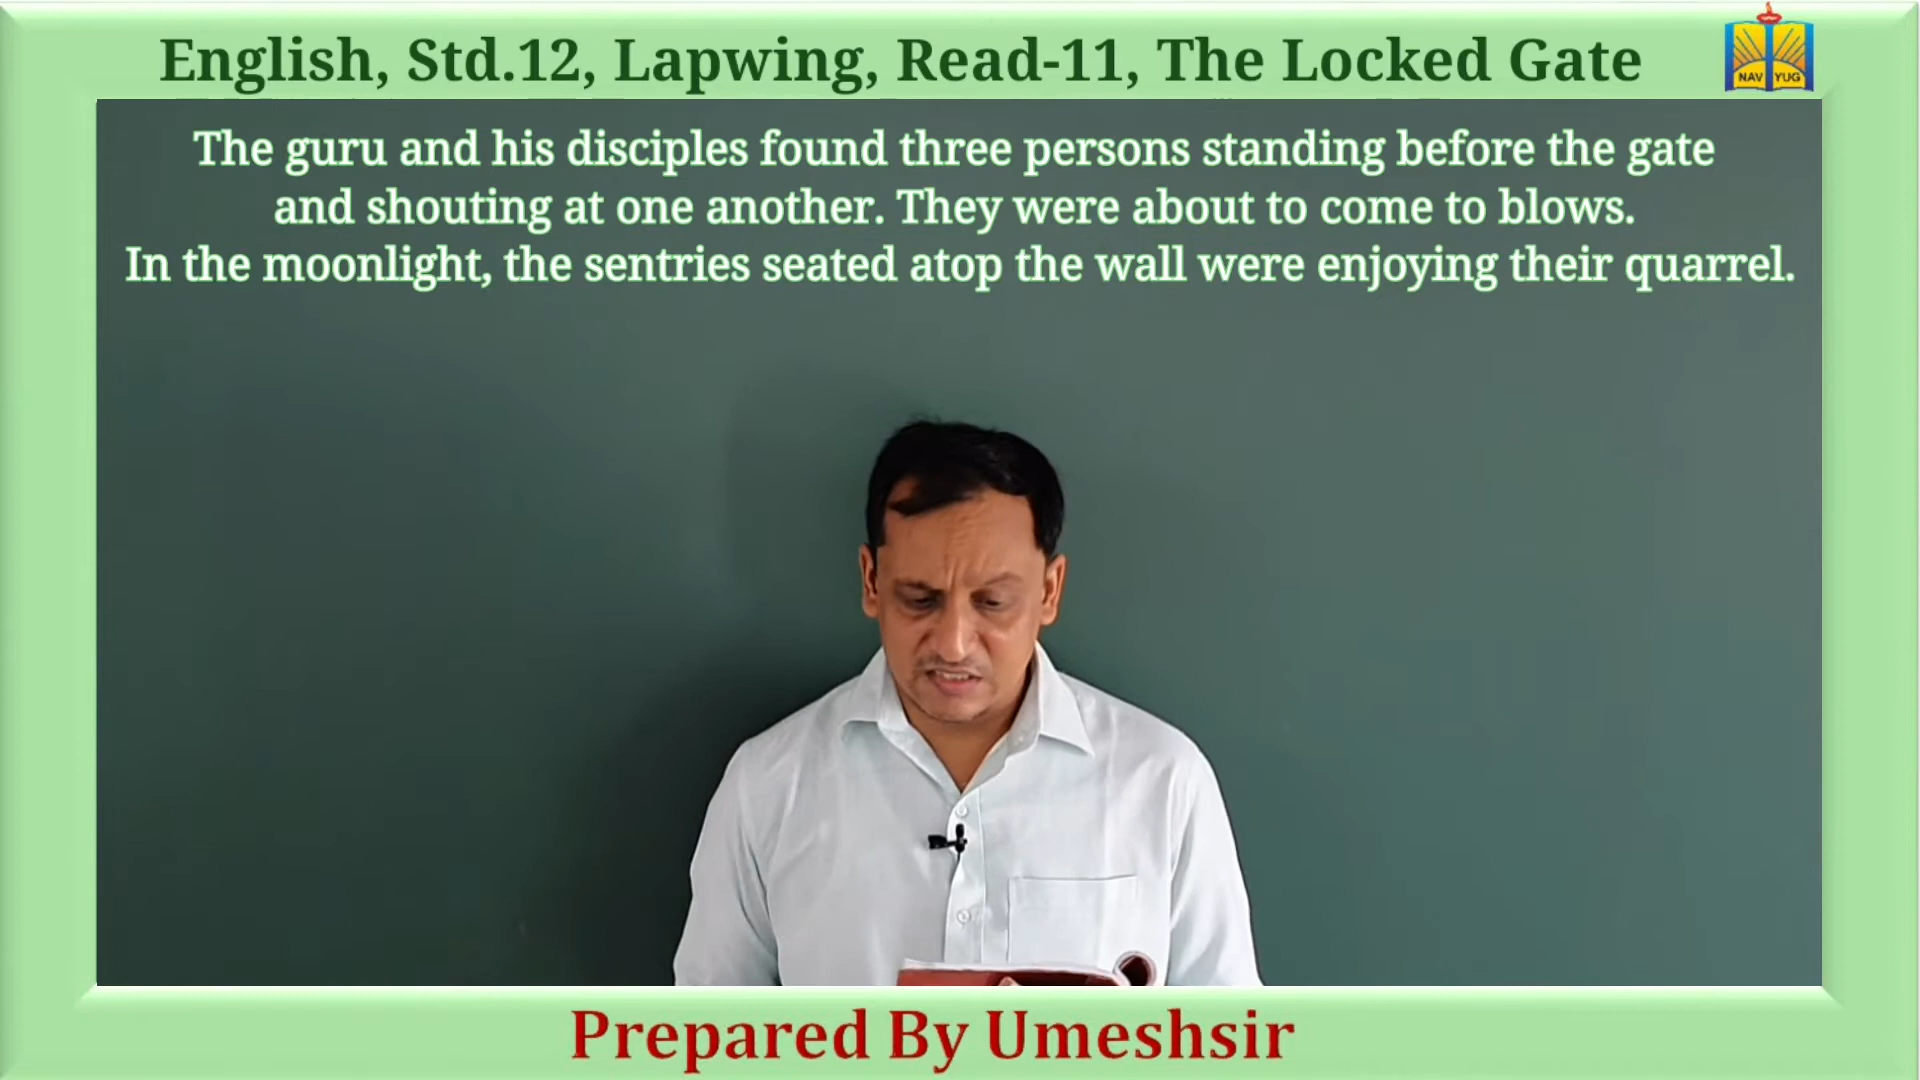 English, Std.12, Lapwing, Read-11, The Locked Gate
NAV YUG
The guru and his disciples found three persons standing before the gate
and shouting at one another. They were about to come to blows.
In the moonlight, the sentries seated atop the wall were enjoying their quarrel.
Prepared By Umeshsir